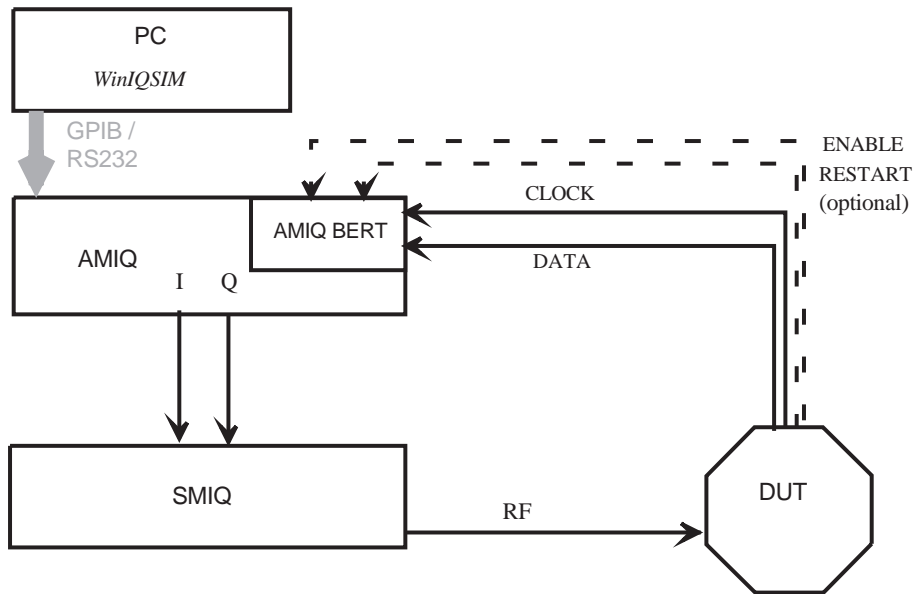 PC
WinIQSIM
GPIB /
RS232
ENABLE
RESTART
(optional)
CLOCK
AMIQ BERT
AMIQ
DATA
I Q
SMIQ
RF
DUT